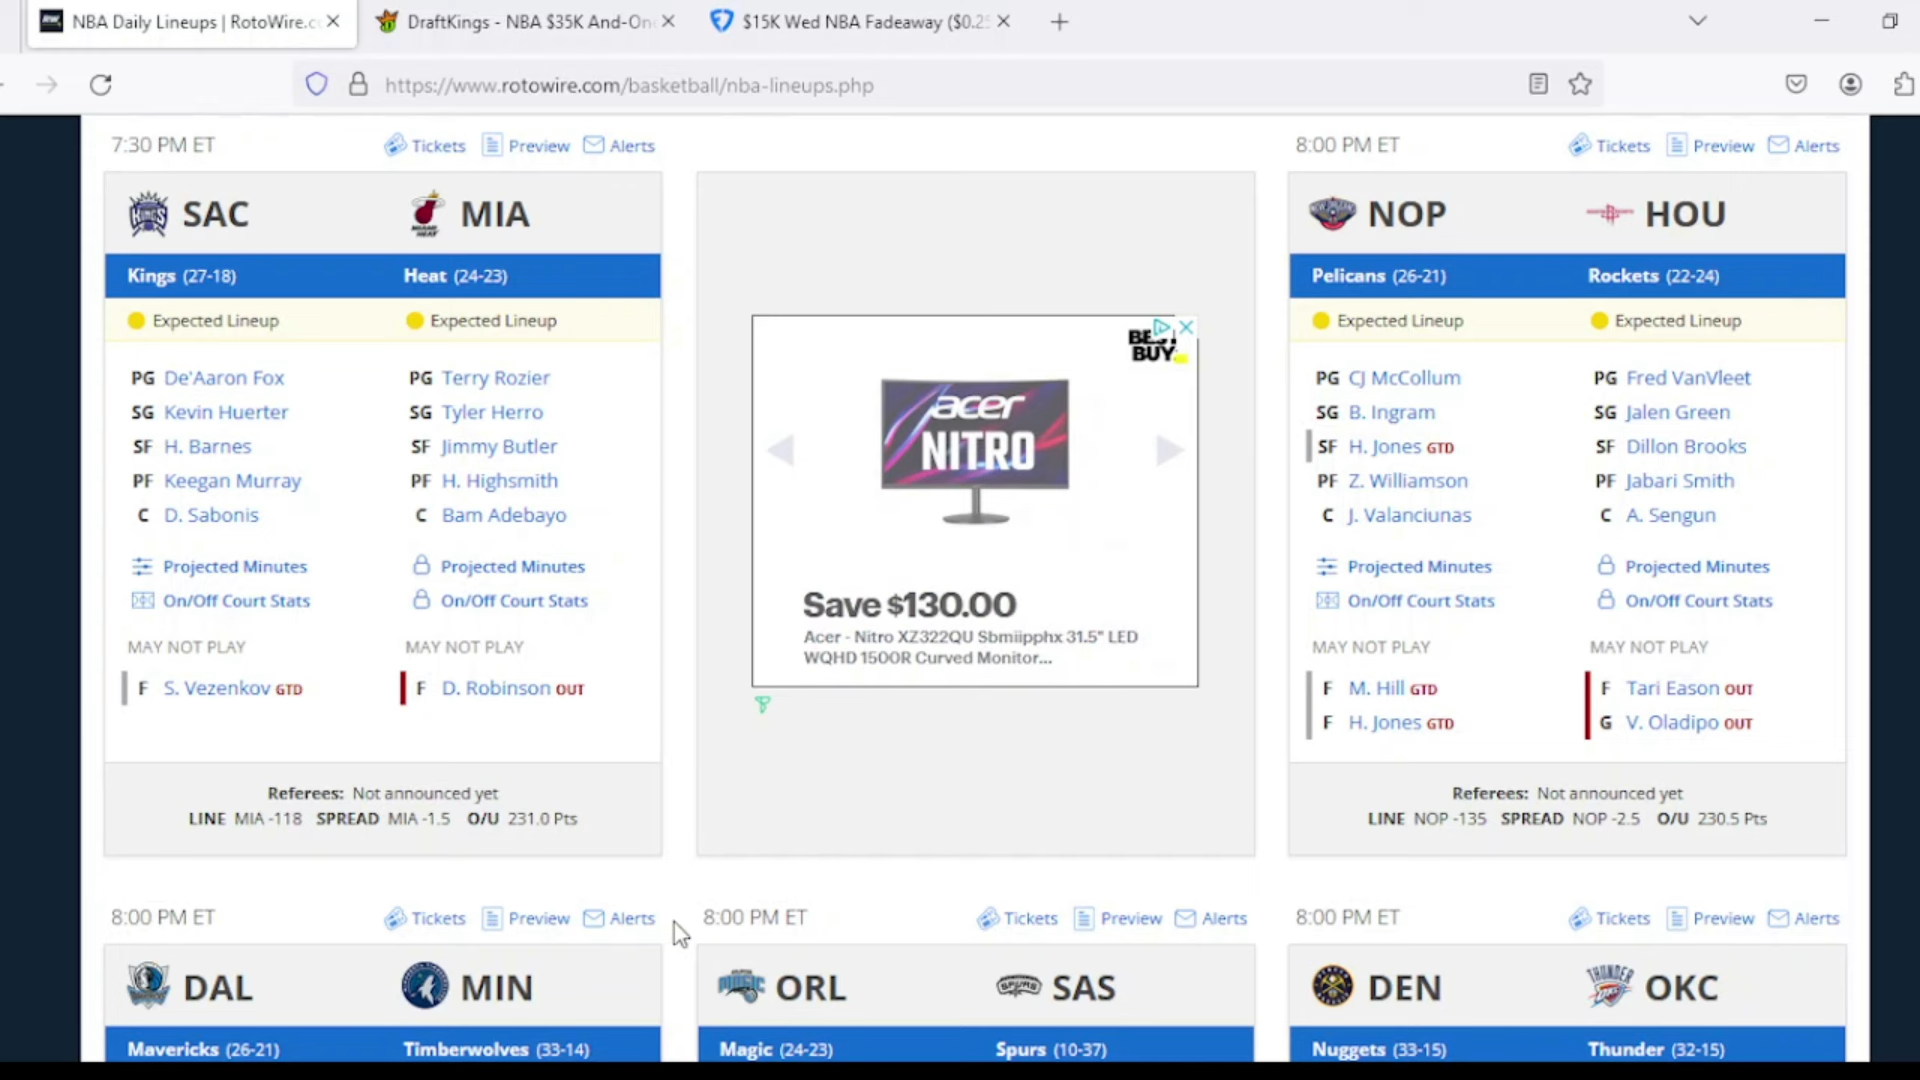 NBA Daily Lineups | RotoWire.c
DraftKings - NBA $35K And-On
$15K Wed NBA Fadeaway ($0.25
https://www.rotowire.com/basketball/nba-lineups.php
7:30 PM ET Tickets Preview Alerts
SAC MIA
Kings (27-18) Heat (24-23)
Expected Lineup Expected Lineup
PG De'Aaron Fox PG Terry Rozier
SG Kevin Huerter SG Tyler Herro
SF H. Barnes SF Jimmy Butler
PF Keegan Murray PF H. Highsmith
C D. Sabonis C Bam Adebayo
Projected Minutes Projected Minutes
On/Off Court Stats On/Off Court Stats
MAY NOT PLAY MAY NOT PLAY
F S. Vezenkov GTD F D. Robinson OUT
Referees: Not announced yet
LINE MIA -118 SPREAD MIA -1.5 O/U 231.0 Pts
BEST
BUY
acer
NITRO
Save $130.00
Acer - Nitro XZ322QU Sbmiipphx 31.5" LED
WQHD 1500R Curved Monitor...
8:00 PM ET Tickets Preview Alerts
NOP HOU
Pelicans (26-21) Rockets (22-24)
Expected Lineup Expected Lineup
PG CJ McCollum PG Fred VanVleet
SG B. Ingram SG Jalen Green
SF H. Jones GTD SF Dillon Brooks
PF Z. Williamson PF Jabari Smith
C J. Valanciunas C A. Sengun
Projected Minutes Projected Minutes
On/Off Court Stats On/Off Court Stats
MAY NOT PLAY MAY NOT PLAY
F M. Hill GTD F Tari Eason OUT
F H. Jones GTD G V. Oladipo OUT
Referees: Not announced yet
LINE NOP -135 SPREAD NOP -2.5 O/U 230.5 Pts
8:00 PM ET Tickets Preview Alerts
DAL MIN
Mavericks (26-21) Timberwolves (33-14)
8:00 PM ET Tickets Preview Alerts
ORL SAS
Magic (24-23) Spurs (10-37)
8:00 PM ET Tickets Preview Alerts
DEN OKC
Nuggets (33-15) Thunder (32-15)